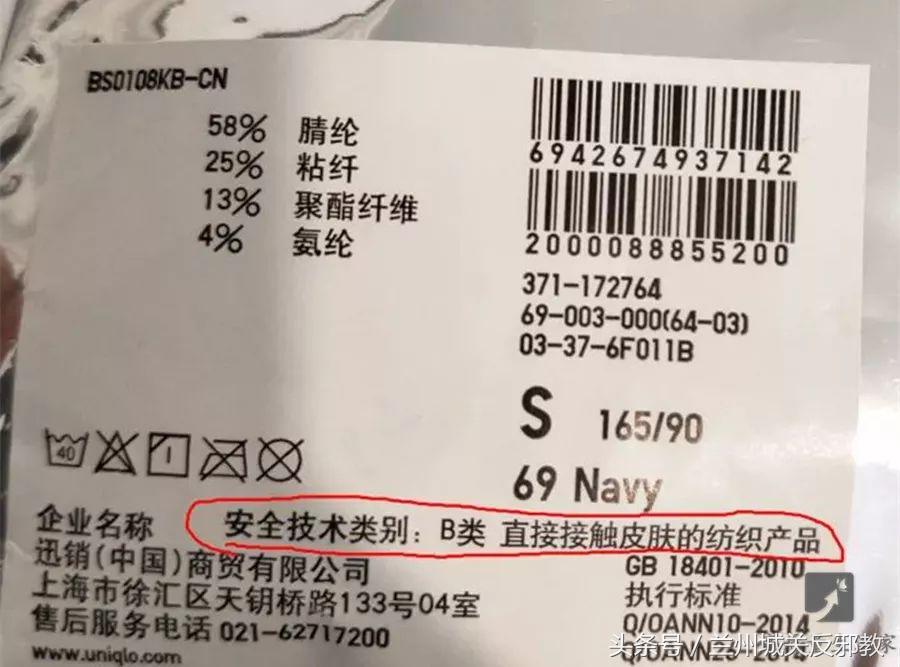 BS0108KB-CN
58% 腈纶
25% 粘纤
13% 聚酯纤维
4% 氨纶
6942674937142
2000088855200
371-172764
69-003-000(64-03)
03-37-6F011B
S 165/90
69 Navy
40
安全技术类别：B类 直接接触皮肤的纺织产品
GB 18401-2010
执行标准
Q/OANN10-2014
企业名称
迅销(中国)商贸有限公司
上海市徐汇区天钥桥路133号04室
售后服务电话 021-62717200
www.uniqlo.com
头条号／兰州城关反邪教
家